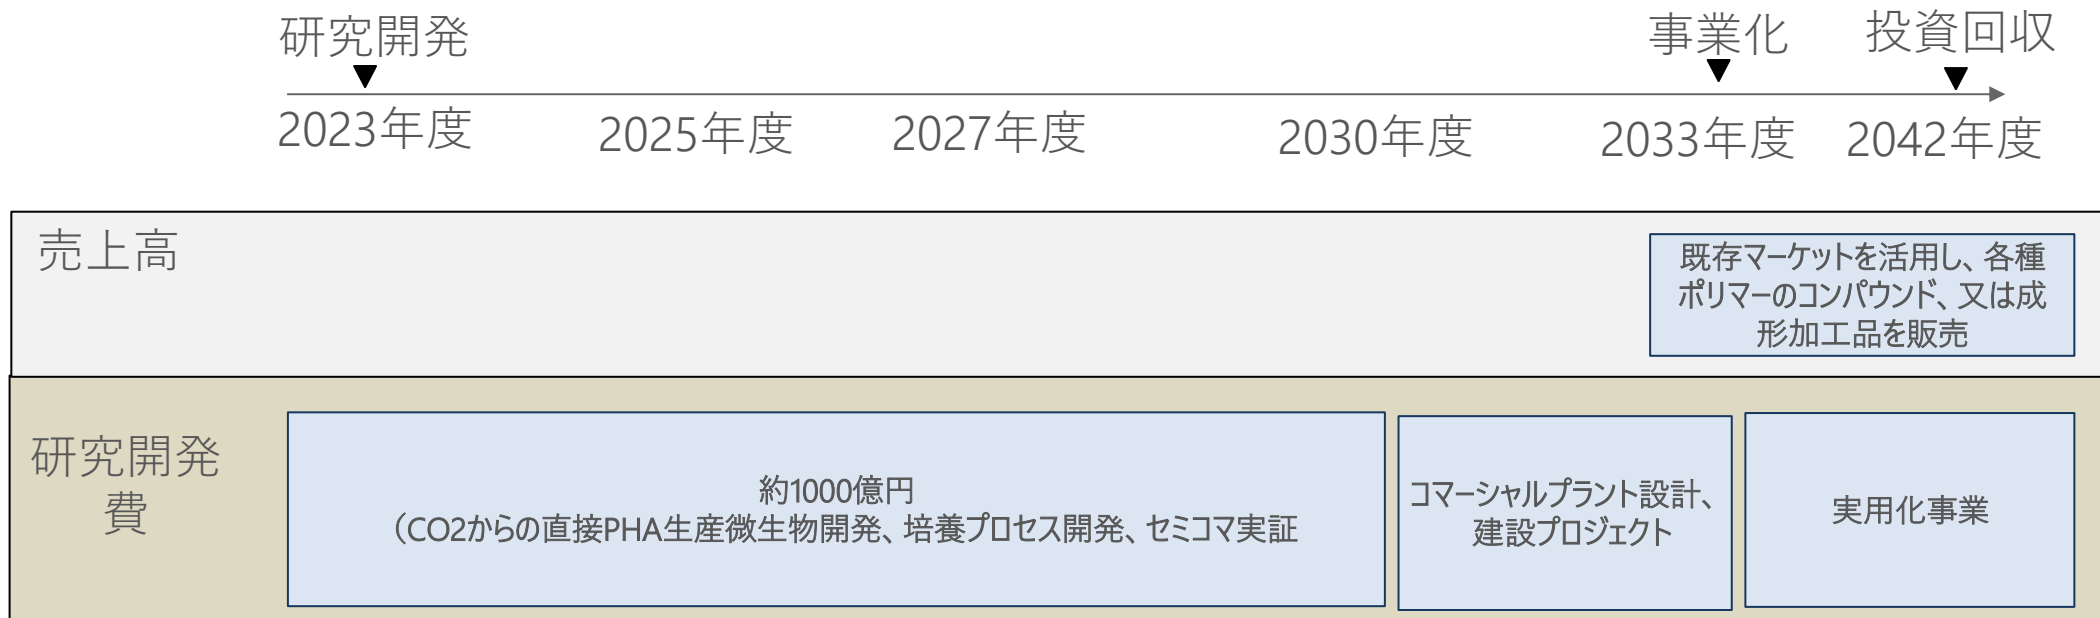 研究開発
事業化
投資回収
2023年度
2025年度
2027年度
2030年度
2033年度
2042年度
売上高
既存マーケットを活用し、各種
ポリマーのコンパウンド、又は成
形加工品を販売
研究開発
費
約1000億円
（CO2からの直接PHA生産微生物開発、培養プロセス開発、セミコマ実証
コマーシャルプラント設計、
建設プロジェクト
実用化事業